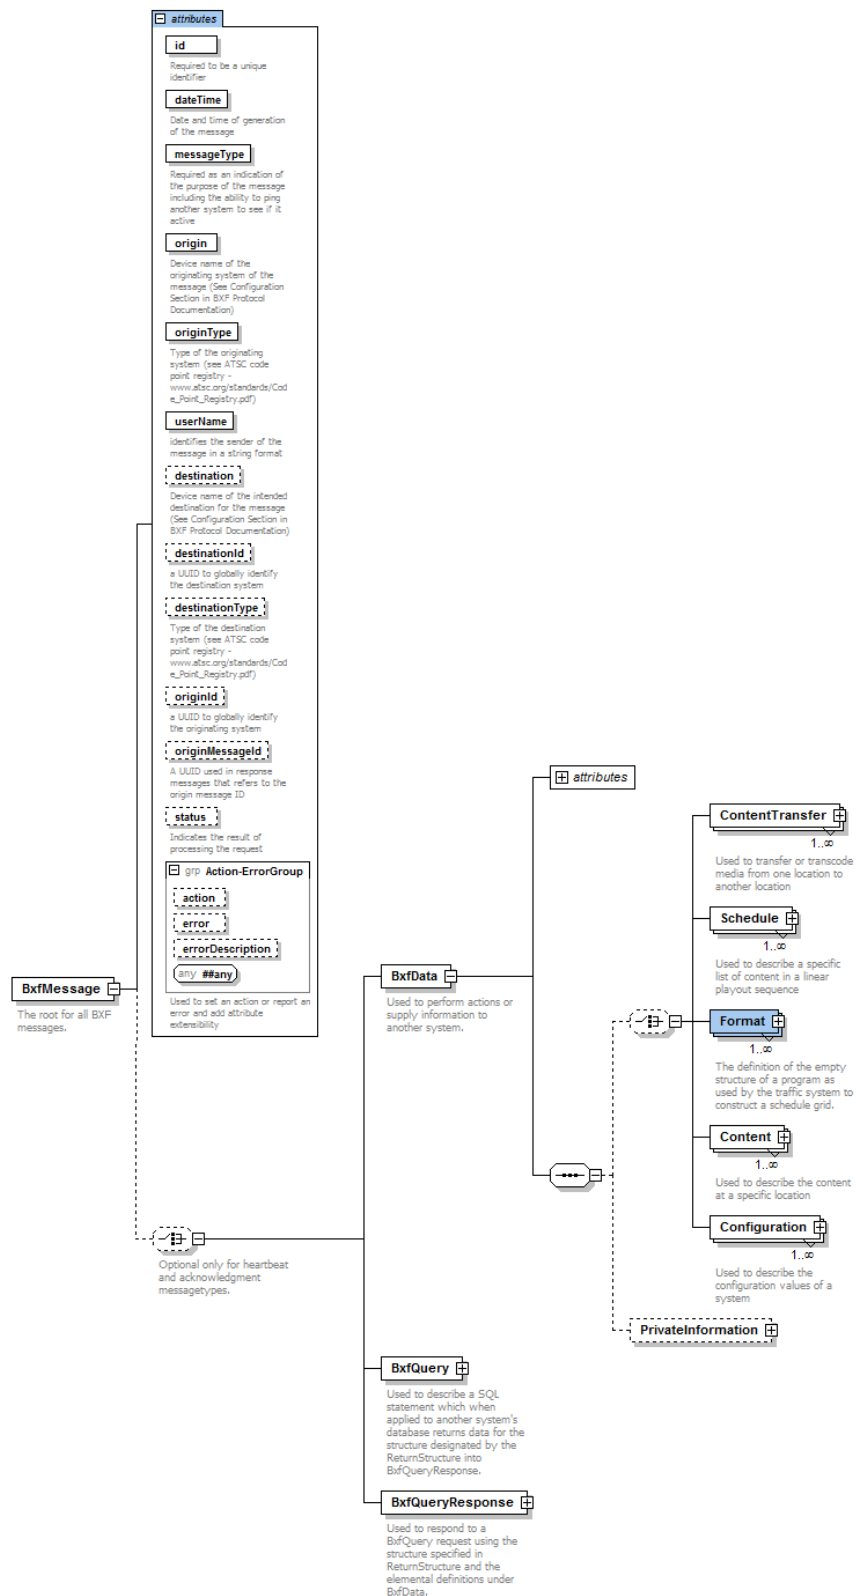 attributes
id
Required to be a unique
identifier
dateTime
Date and time of generation
of the message
messageType
Required as an indication of
the purpose of the message
including the ability to ping
another system to see if it
active
origin
Device name of the
originating system of the
message (See Configuration
Section in BXF Protocol
Documentation)
originType
Type of the originating
system (see ATSC code
point registry -
www.atsc.org/standards/Cod
e_Point_Registry.pdf)
userName
identifies the sender of the
message in a string format
destination
Device name of the intended
destination for the message
(See Configuration Section in
BXF Protocol Documentation)
destinationId
a UUID to globally identify
the destination system
destinationType
Type of the destination
system (see ATSC code
point registry -
www.atsc.org/standards/Cod
e_Point_Registry.pdf)
originId
a UUID to globally identify
the originating system
originMessageId
A UUID used in response
messages that refers to the
origin message ID
status
Indicates the result of
processing the request
grp Action-ErrorGroup
action
error
errorDescription
any ##any
Used to set an action or report an
error and add attribute
extensibility
BxfMessage
The root for all BXF
messages.
Optional only for heartbeat
and acknowledgment
messagetypes.
BxfData
Used to perform actions or
supply information to
another system.
attributes
ContentTransfer
1..∞
Used to transfer or transcode
media from one location to
another location
Schedule
1..∞
Used to describe a specific
list of content in a linear
playout sequence
Format
1..∞
The definition of the empty
structure of a program as
used by the traffic system to
construct a schedule grid.
Content
1..∞
Used to describe the content
at a specific location
Configuration
1..∞
Used to describe the
configuration values of a
system
PrivateInformation
BxfQuery
Used to describe a SQL
statement which when
applied to another system's
database returns data for the
structure designated by the
ReturnStructure into
BxfQueryResponse.
BxfQueryResponse
Used to respond to a
BxfQuery request using the
structure specified in
ReturnStructure and the
elemental definitions under
BxfData.